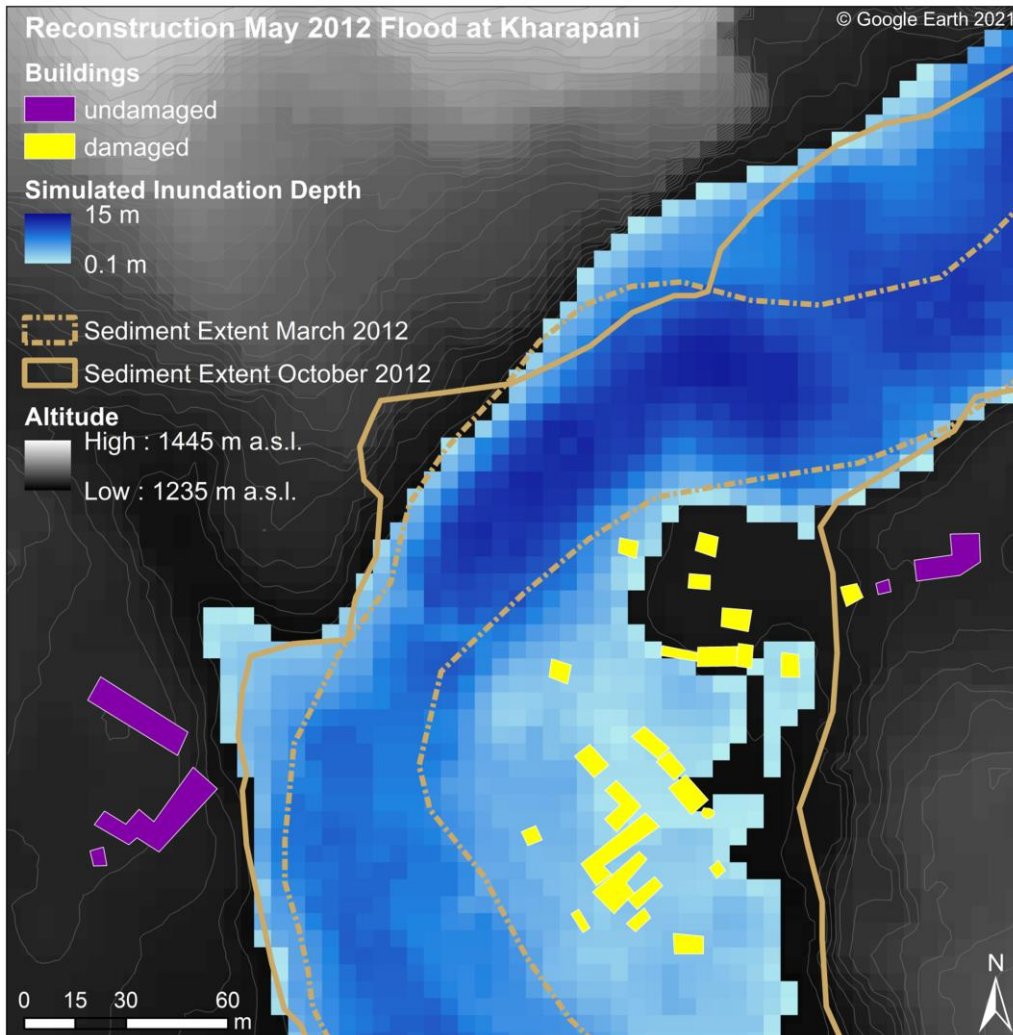 Reconstruction May 2012 Flood at Kharapani
© Google Earth 2021
Buildings
undamaged
damaged
Simulated Inundation Depth
15 m
0.1 m
Sediment Extent March 2012
Sediment Extent October 2012
Altitude
High : 1445 m a.s.l.
Low : 1235 m a.s.l.
0 15 30 60
m
N